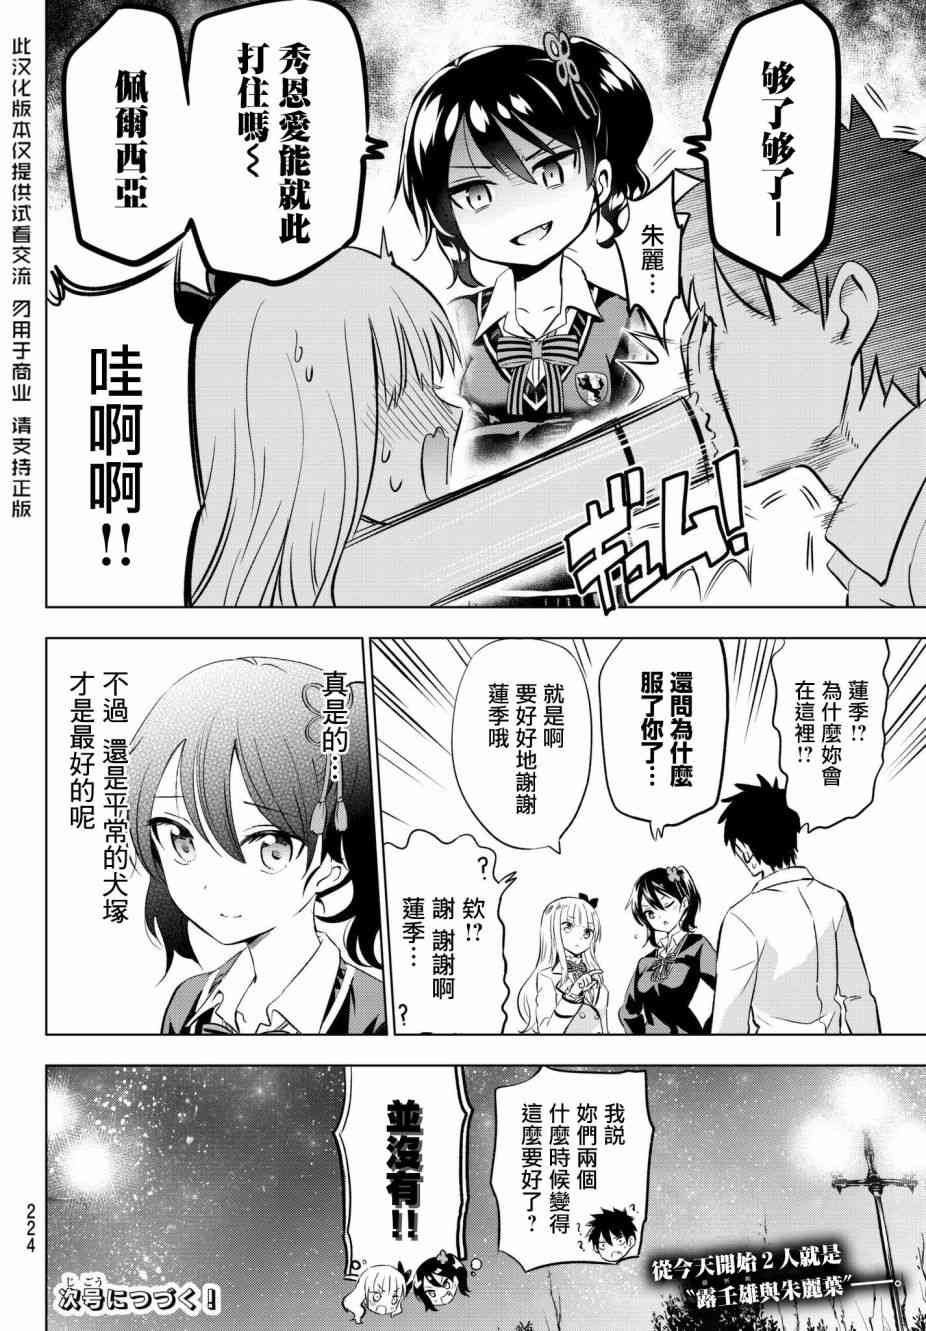 此汉化版本仅提供试看交流 勿用于商业 请支持正版
够了够了—
朱麗…
秀恩愛能就此
打住嗎～
佩爾西亞
哇啊啊!!
ギュム!
蓮季!?
為什麼妳會
在這裡!?
還問為什麼
服了你了…
就是啊
要好好地謝謝
蓮季哦
?
欸!?
謝 謝謝啊
蓮季…
?
真是的…
不過 還是平常的犬塚
才是最好的呢
我說
妳們兩個
什麼時候變得
這麼要好了?
並沒有!!
從今天開始2人就是
〝露壬雄與朱麗葉〞——。
次号につづく!
じごう
224